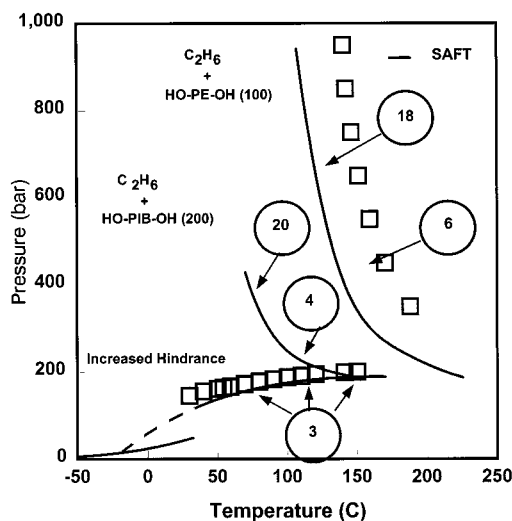 1,000
800
600
400
200
0
Pressure (bar)
C2H6
+
HO-PE-OH (100)
C2H6
+
HO-PIB-OH (200)
SAFT
18
20
6
4
Increased Hindrance
3
-50 0 50 100 150 200 250
Temperature (C)